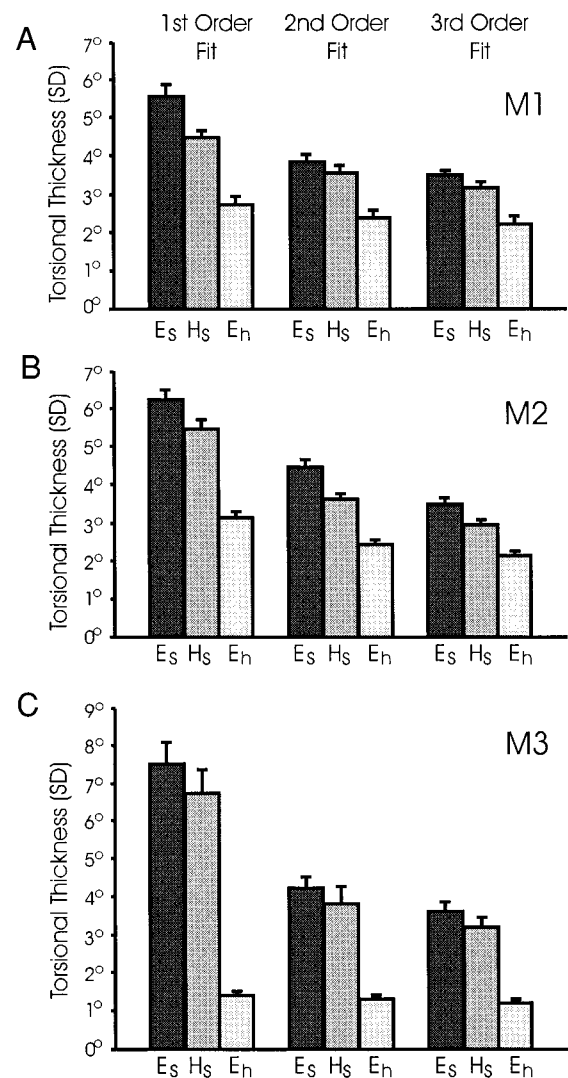 A
1st Order Fit
2nd Order Fit
3rd Order Fit
M1
Torsional Thickness (SD)
7°
6°
5°
4°
3°
2°
1°
0°
Es Hs Eh Es Hs Eh Es Hs Eh
B
M2
Torsional Thickness (SD)
7°
6°
5°
4°
3°
2°
1°
0°
Es Hs Eh Es Hs Eh Es Hs Eh
C
M3
Torsional Thickness (SD)
9°
8°
7°
6°
5°
4°
3°
2°
1°
0°
Es Hs Eh Es Hs Eh Es Hs Eh